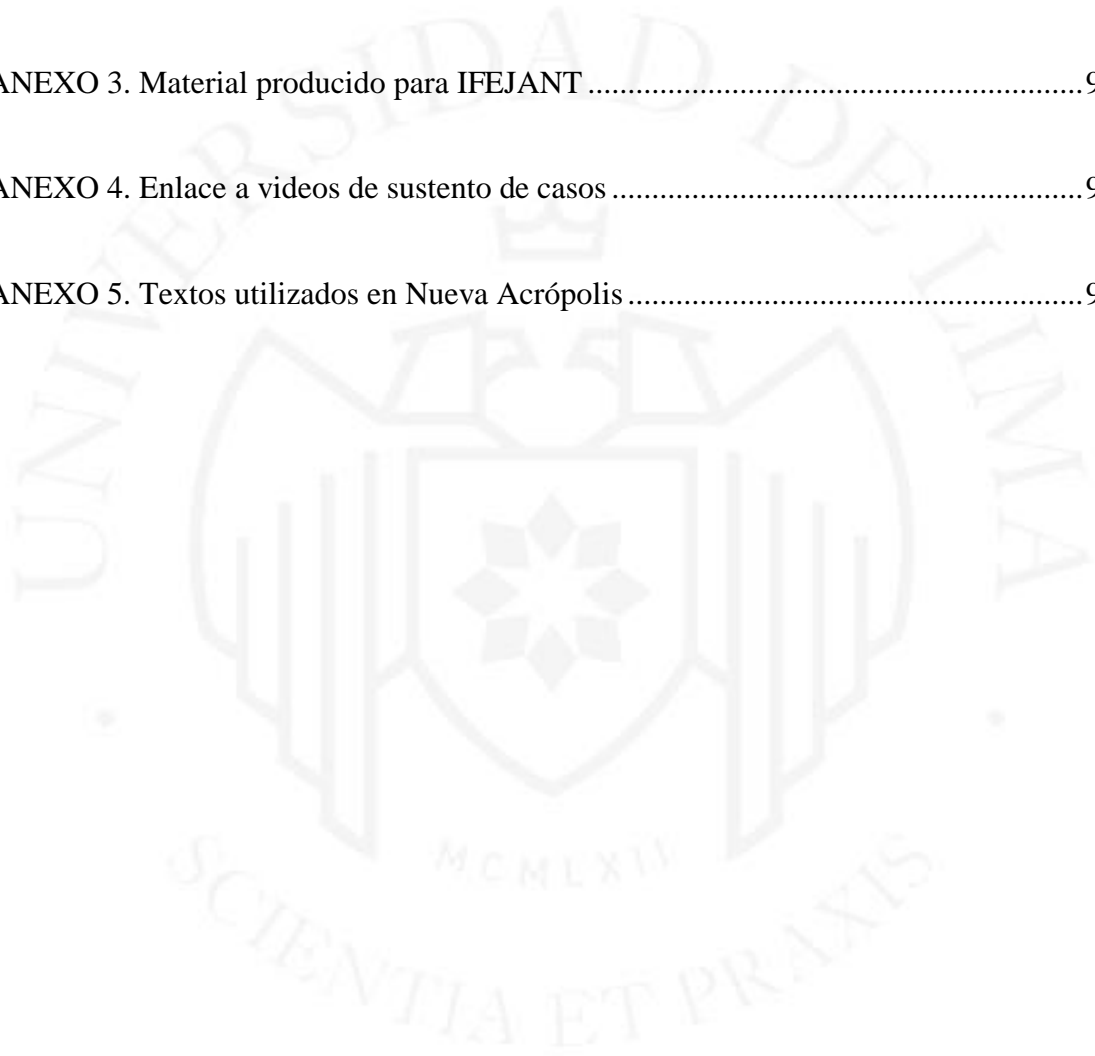 ANEXO 3. Material producido para IFEJANT ........................................................... 9
ANEXO 4. Enlace a videos de sustento de casos ........................................................ 9
ANEXO 5. Textos utilizados en Nueva Acrópolis ...................................................... 9
UNIVERSIDAD DE LIMA
MCMLXII
SCIENTIA ET PRAXIS